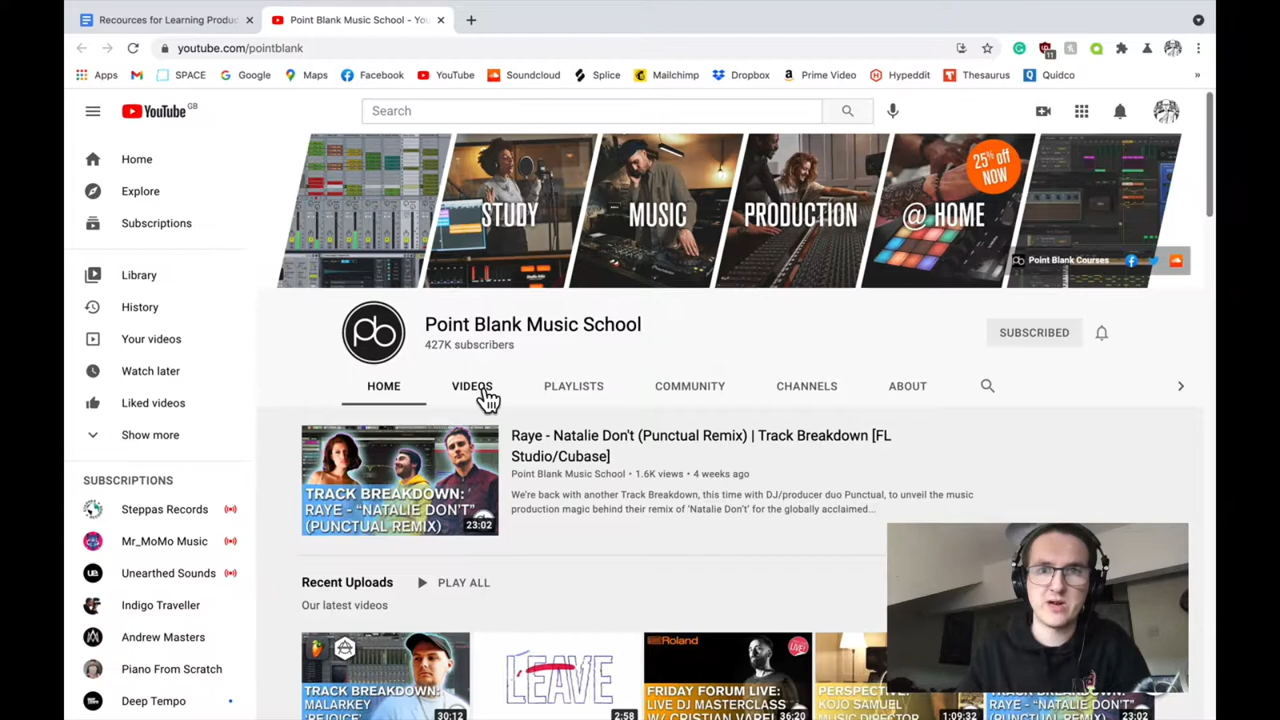 Recources for Learning Produc
Point Blank Music School - You
youtube.com/pointblank
11
Apps
SPACE
Google
Maps
Facebook
YouTube
Soundcloud
Splice
Mailchimp
Dropbox
Prime Video
Hypeddit
Thesaurus
Quidco
»
YouTube GB
Search
Home
Explore
Subscriptions
Library
History
Your videos
Watch later
Liked videos
Show more
SUBSCRIPTIONS
Steppas Records
Mr_MoMo Music
Unearthed Sounds
Indigo Traveller
Andrew Masters
Piano From Scratch
Deep Tempo
STUDY
MUSIC
PRODUCTION
@ HOME
25% off
NOW
Point Blank Courses
pb
Point Blank Music School
427K subscribers
SUBSCRIBED
HOME
VIDEOS
PLAYLISTS
COMMUNITY
CHANNELS
ABOUT
TRACK BREAKDOWN:
RAYE - “NATALIE DON’T”
(PUNCTUAL REMIX)
23:02
Raye - Natalie Don't (Punctual Remix) | Track Breakdown [FL
Studio/Cubase]
Point Blank Music School • 1.6K views • 4 weeks ago
We're back with another Track Breakdown, this time with DJ/producer duo Punctual, to unveil the music
production magic behind their remix of 'Natalie Don't' for the globally acclaimed...
Recent Uploads
PLAY ALL
Our latest videos
TRACK BREAKDOWN:
MALARKEY
30:12
LEAVE
2:58
Roland
LIVE!
FRIDAY FORUM LIVE:
LIVE DJ MASTERCLASS
36:20
PERSPECTIVE:
KOJO SAMUEL
1:09:32
23:02